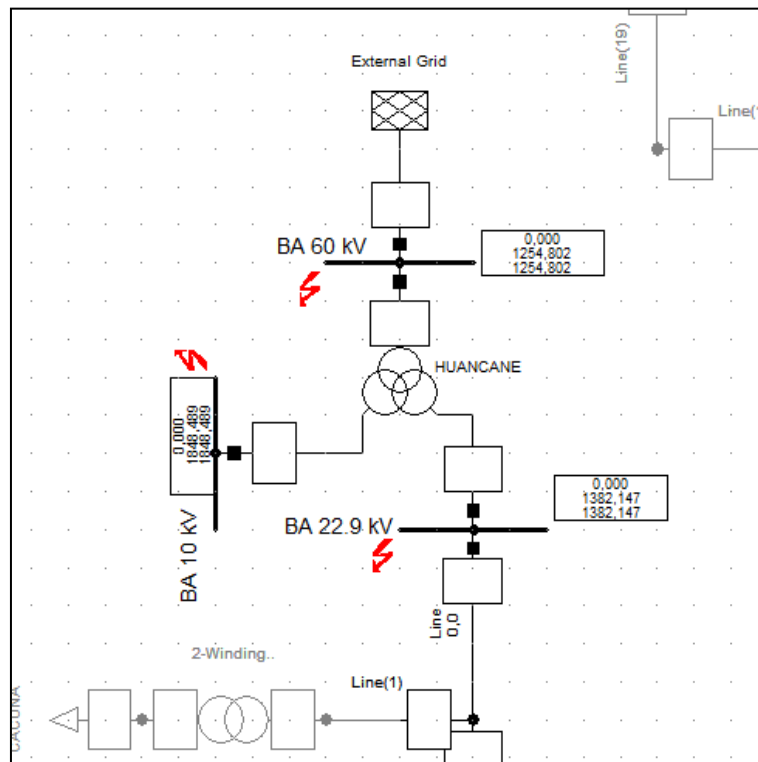 External Grid
Line(19)
Line(
BA 60 kV
0,000
1254,802
1254,802
HUANCANE
0,000
1848,489
1848,489
BA 10 kV
0,000
1382,147
1382,147
BA 22.9 kV
Line
0,0
2-Winding..
Line(1)
CACUNA